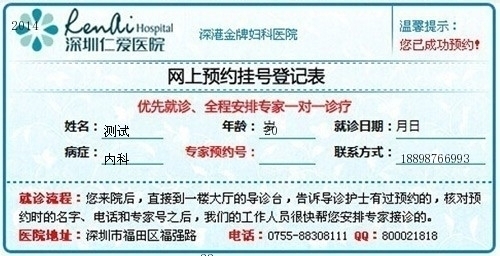 2014
RenAi Hospital
深圳仁爱医院
深港金牌妇科医院
温馨提示：
您已成功预约!
网上预约挂号登记表
优先就诊、全程安排专家一对一诊疗
姓名： 测试 年龄： 20 岁 就诊日期： 月日
病症： 内科 专家预约号： 联系方式： 18898766993
就诊流程：您来院后，直接到一楼大厅的导诊台，告诉导诊护士有过预约的，核对预
约时的名字、电话和专家号之后，我们的工作人员很快帮您安排专家接诊的。
医院地址：深圳市福田区福强路 电话：0755-88308111 QQ：800021818